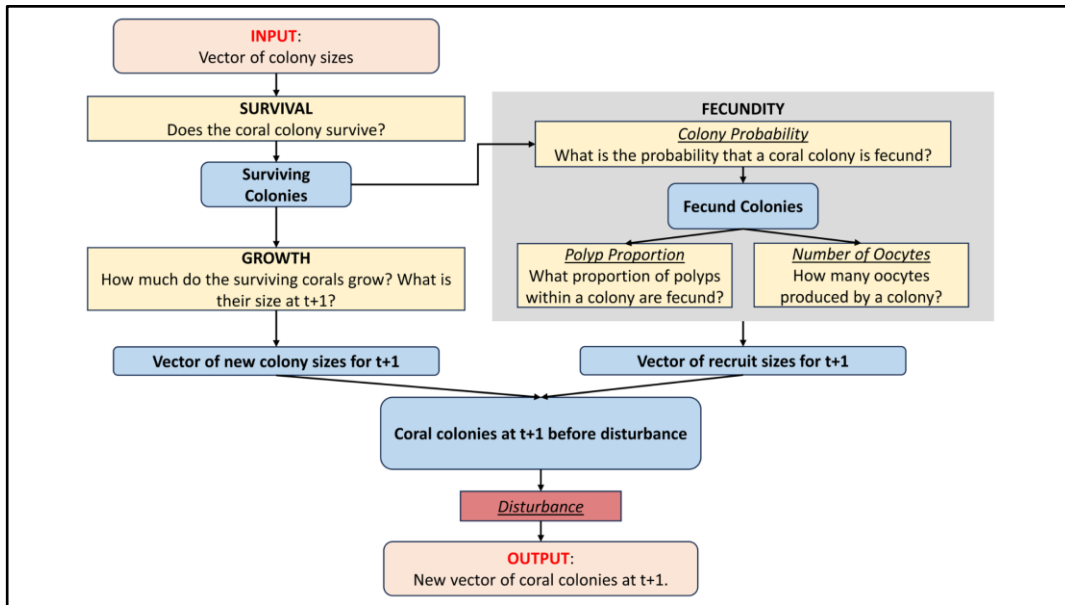 INPUT:
Vector of colony sizes
SURVIVAL
Does the coral colony survive?
Surviving
Colonies
GROWTH
How much do the surviving corals grow? What is
their size at t+1?
Vector of new colony sizes for t+1
FECUNDITY
Colony Probability
What is the probability that a coral colony is fecund?
Fecund Colonies
Polyp Proportion
What proportion of polyps
within a colony are fecund?
Number of Oocytes
How many oocytes
produced by a colony?
Vector of recruit sizes for t+1
Coral colonies at t+1 before disturbance
Disturbance
OUTPUT:
New vector of coral colonies at t+1.